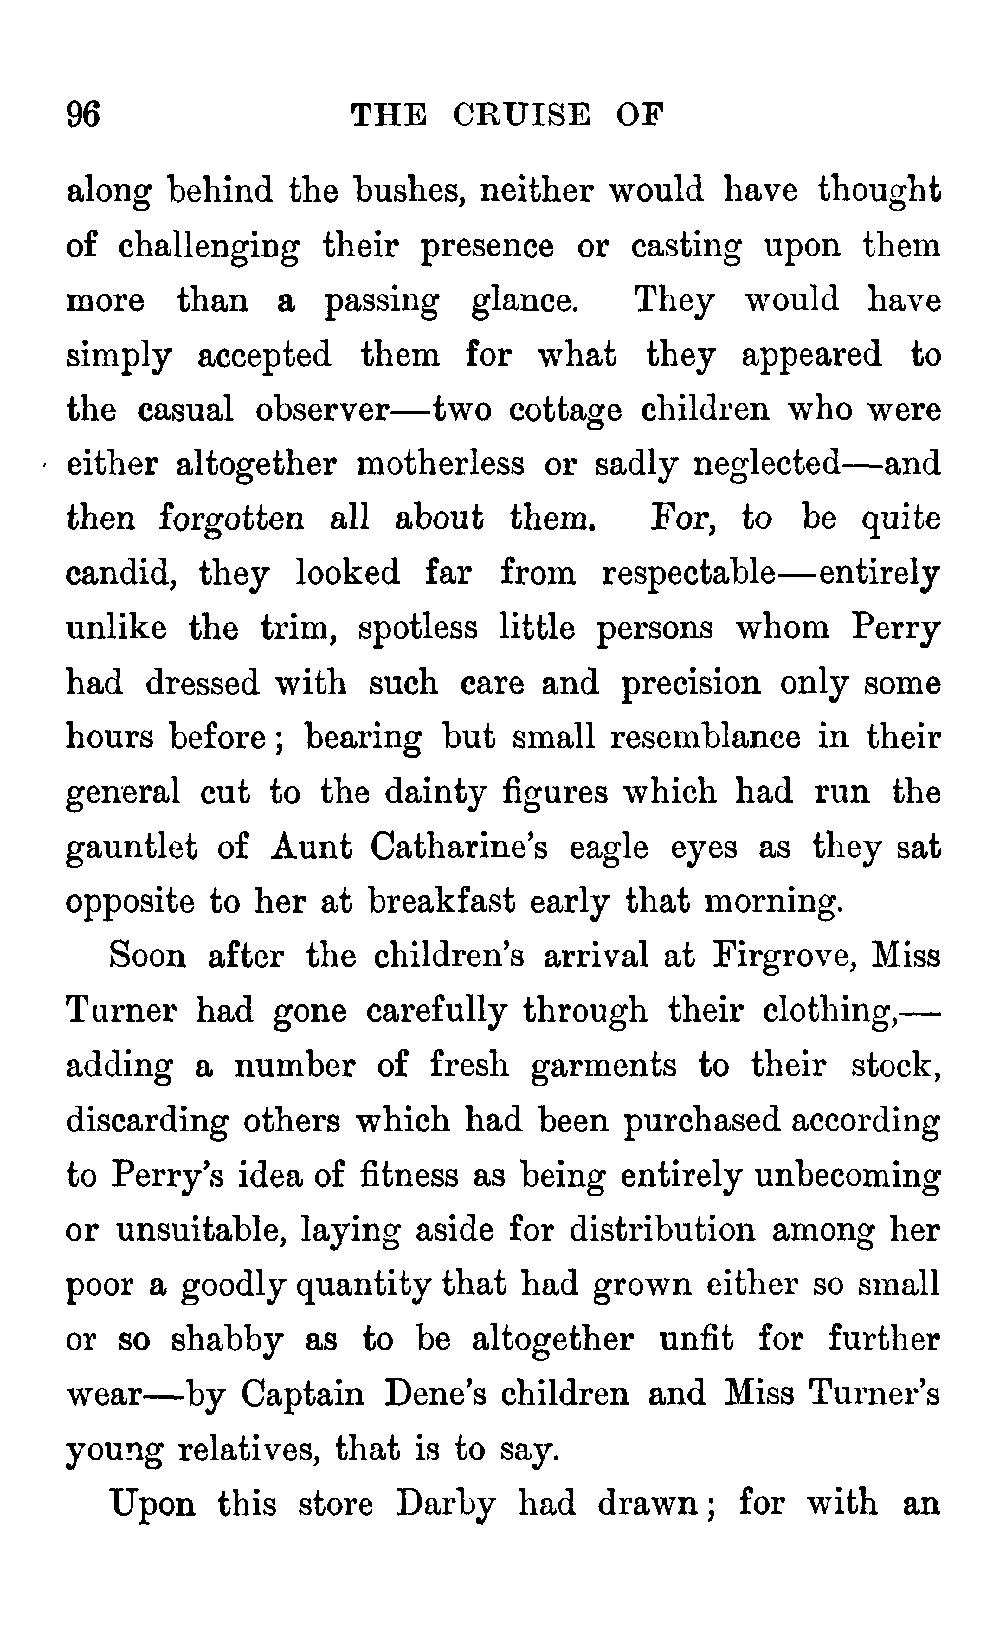 96 THE CRUISE OF
along behind the bushes, neither would have thought
of challenging their presence or casting upon them
more than a passing glance. They would have
simply accepted them for what they appeared to
the casual observer—two cottage children who were
either altogether motherless or sadly neglected—and
then forgotten all about them. For, to be quite
candid, they looked far from respectable—entirely
unlike the trim, spotless little persons whom Perry
had dressed with such care and precision only some
hours before; bearing but small resemblance in their
general cut to the dainty figures which had run the
gauntlet of Aunt Catharine's eagle eyes as they sat
opposite to her at breakfast early that morning.
Soon after the children's arrival at Firgrove, Miss
Turner had gone carefully through their clothing,—
adding a number of fresh garments to their stock,
discarding others which had been purchased according
to Perry's idea of fitness as being entirely unbecoming
or unsuitable, laying aside for distribution among her
poor a goodly quantity that had grown either so small
or so shabby as to be altogether unfit for further
wear—by Captain Dene's children and Miss Turner's
young relatives, that is to say.
Upon this store Darby had drawn; for with an